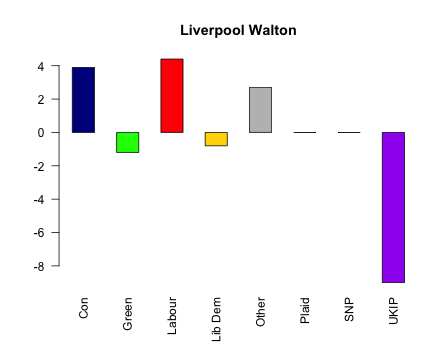 Liverpool Walton
4
2
0
-2
-4
-6
-8
Con
Green
Labour
Lib Dem
Other
Plaid
SNP
UKIP